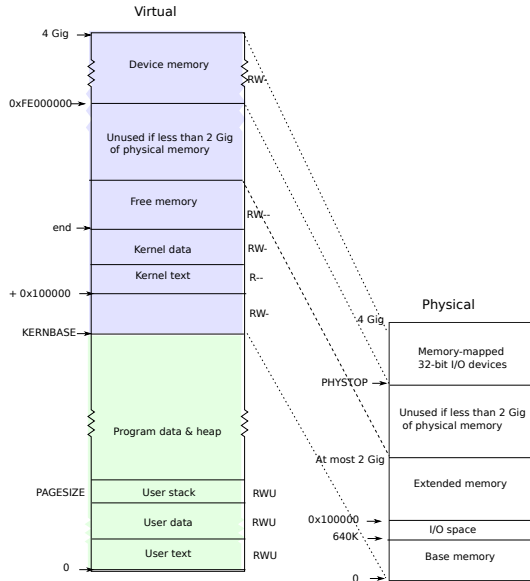 Virtual
4 Gig
Device memory
RW-
0xFE000000
Unused if less than 2 Gig
of physical memory
Free memory
RW--
end
Kernel data
RW-
Kernel text
R--
+ 0x100000
RW-
KERNBASE
Program data & heap
PAGESIZE
User stack
RWU
User data
RWU
User text
RWU
0
Physical
4 Gig
Memory-mapped
32-bit I/O devices
PHYSTOP
Unused if less than 2 Gig
of physical memory
At most 2 Gig
Extended memory
0x100000
I/O space
640K
Base memory
0